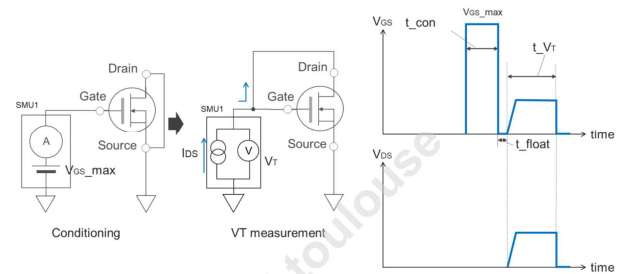 Drain
Gate
SMU1
A
Source
VGS_max
Conditioning
Drain
Gate
SMU1
IDS
V
VT
Source
VT measurement
VGS
VGS_max
t_con
t_VT
time
t_float
VDS
time
toulouse